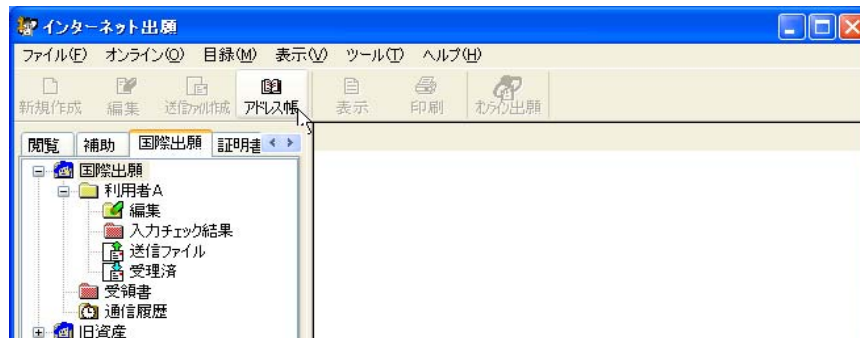 インターネット出願
ファイル(F) オンライン(O) 目録(M) 表示(V) ツール(T) ヘルプ(H)
新規作成 編集 送信ファイル作成 アドレス帳 表示 印刷 オンライン出願
閲覧 補助 国際出願 証明書
国際出願
利用者A
編集
入力チェック結果
送信ファイル
受理済
受領書
通信履歴
旧資産